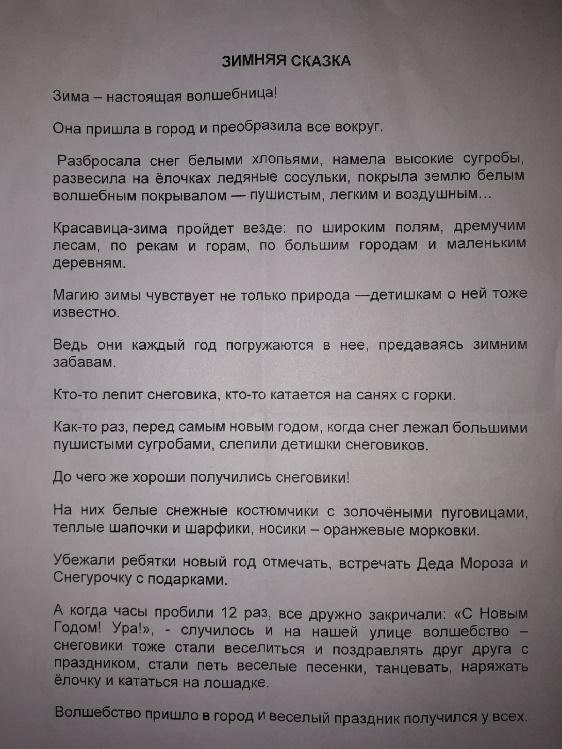 ЗИМНЯЯ СКАЗКА
Зима – настоящая волшебница!
Она пришла в город и преобразила все вокруг.
Разбросала снег белыми хлопьями, намела высокие сугробы,
развесила на ёлочках ледяные сосульки, покрыла землю белым
волшебным покрывалом — пушистым, легким и воздушным...
Красавица-зима пройдет везде: по широким полям, дремучим
лесам, по рекам и горам, по большим городам и маленьким
деревням.
Магию зимы чувствует не только природа —детишкам о ней тоже
известно.
Ведь они каждый год погружаются в нее, предаваясь зимним
забавам.
Кто-то лепит снеговика, кто-то катается на санях с горки.
Как-то раз, перед самым новым годом, когда снег лежал большими
пушистыми сугробами, слепили детишки снеговиков.
До чего же хороши получились снеговики!
На них белые снежные костюмчики с золочёными пуговицами,
теплые шапочки и шарфики, носики – оранжевые морковки.
Убежали ребятки новый год отмечать, встречать Деда Мороза и
Снегурочку с подарками.
А когда часы пробили 12 раз, все дружно закричали: «С Новым
Годом! Ура!», - случилось и на нашей улице волшебство –
снеговики тоже стали веселиться и поздравлять друг друга с
праздником, стали петь веселые песенки, танцевать, наряжать
ёлочку и кататься на лошадке.
Волшебство пришло в город и веселый праздник получился у всех.